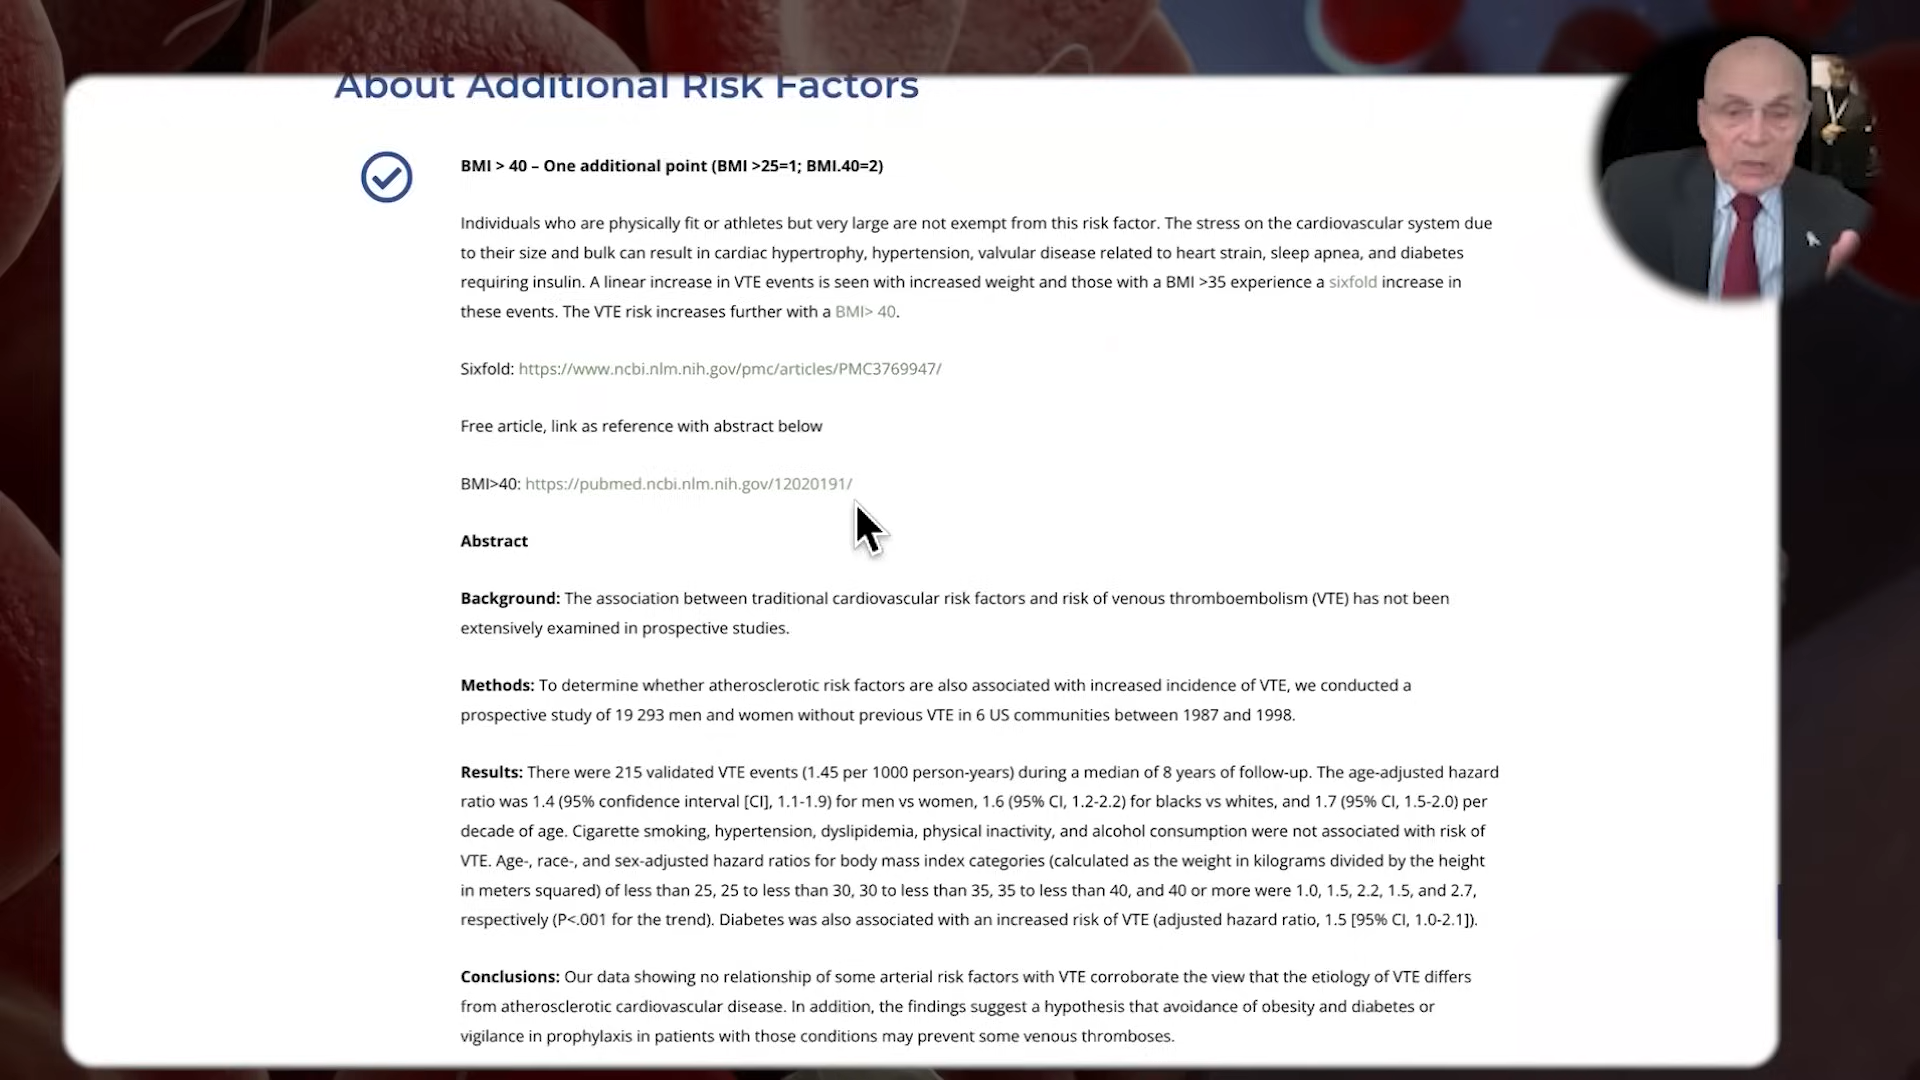 About Additional Risk Factors
BMI > 40 – One additional point (BMI >25=1; BMI.40=2)
Individuals who are physically fit or athletes but very large are not exempt from this risk factor. The stress on the cardiovascular system due
to their size and bulk can result in cardiac hypertrophy, hypertension, valvular disease related to heart strain, sleep apnea, and diabetes
requiring insulin. A linear increase in VTE events is seen with increased weight and those with a BMI >35 experience a sixfold increase in
these events. The VTE risk increases further with a BMI> 40.
Sixfold: https://www.ncbi.nlm.nih.gov/pmc/articles/PMC3769947/
Free article, link as reference with abstract below
BMI>40: https://pubmed.ncbi.nlm.nih.gov/12020191/
Abstract
Background: The association between traditional cardiovascular risk factors and risk of venous thromboembolism (VTE) has not been
extensively examined in prospective studies.
Methods: To determine whether atherosclerotic risk factors are also associated with increased incidence of VTE, we conducted a
prospective study of 19 293 men and women without previous VTE in 6 US communities between 1987 and 1998.
Results: There were 215 validated VTE events (1.45 per 1000 person-years) during a median of 8 years of follow-up. The age-adjusted hazard
ratio was 1.4 (95% confidence interval [CI], 1.1-1.9) for men vs women, 1.6 (95% CI, 1.2-2.2) for blacks vs whites, and 1.7 (95% CI, 1.5-2.0) per
decade of age. Cigarette smoking, hypertension, dyslipidemia, physical inactivity, and alcohol consumption were not associated with risk of
VTE. Age-, race-, and sex-adjusted hazard ratios for body mass index categories (calculated as the weight in kilograms divided by the height
in meters squared) of less than 25, 25 to less than 30, 30 to less than 35, 35 to less than 40, and 40 or more were 1.0, 1.5, 2.2, 1.5, and 2.7,
respectively (P<.001 for the trend). Diabetes was also associated with an increased risk of VTE (adjusted hazard ratio, 1.5 [95% CI, 1.0-2.1]).
Conclusions: Our data showing no relationship of some arterial risk factors with VTE corroborate the view that the etiology of VTE differs
from atherosclerotic cardiovascular disease. In addition, the findings suggest a hypothesis that avoidance of obesity and diabetes or
vigilance in prophylaxis in patients with those conditions may prevent some venous thromboses.